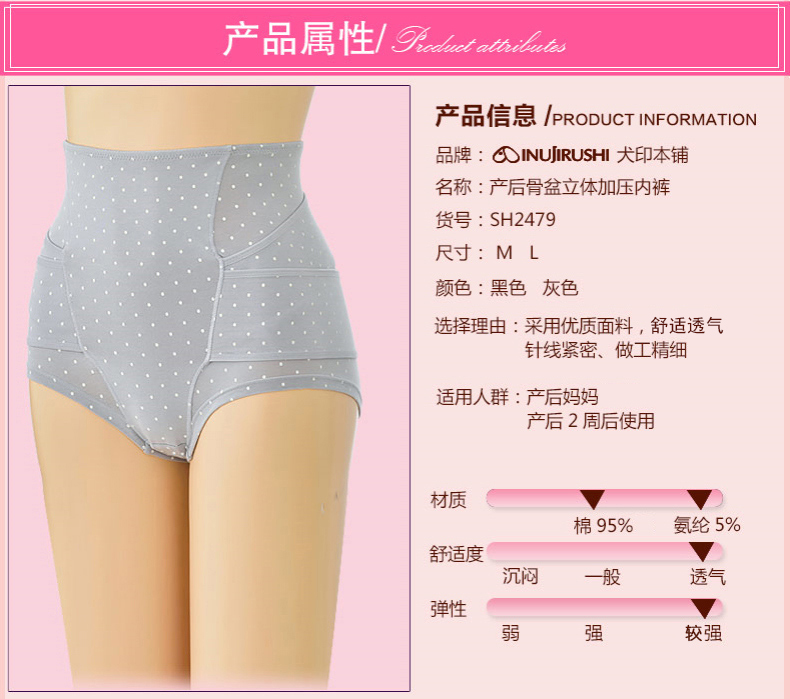 产品属性/ Product attributes
产品信息 /PRODUCT INFORMATION
品牌：INUJIRUSHI 犬印本铺
名称：产后骨盆立体加压内裤
货号：SH2479
尺寸： M L
颜色：黑色 灰色
选择理由：采用优质面料，舒适透气
针线紧密、做工精细
适用人群：产后妈妈
产后 2 周后使用
材质
棉 95% 氨纶 5%
舒适度
沉闷 一般 透气
弹性
弱 强 较强